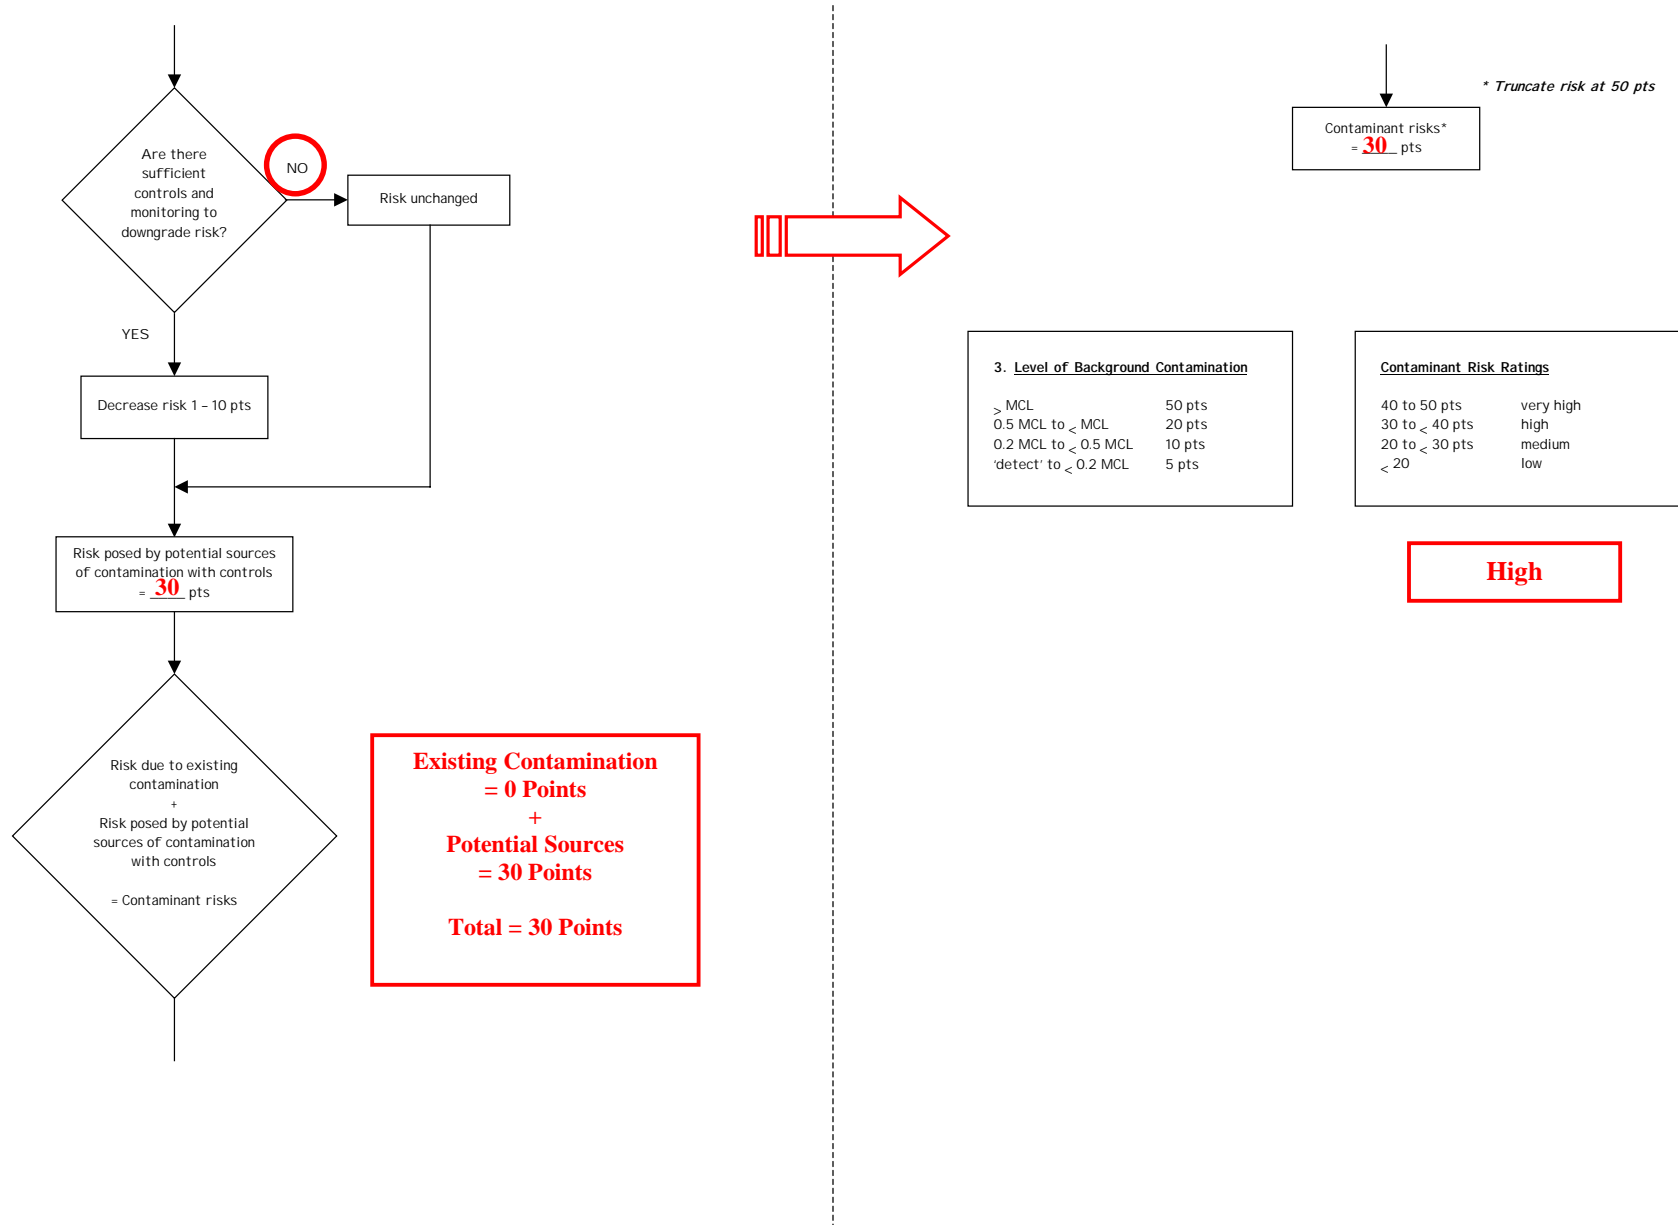 Are there
sufficient
controls and
monitoring to
downgrade risk?
NO
Risk unchanged
YES
Decrease risk 1 – 10 pts
Risk posed by potential sources
of contamination with controls
= 30 pts
Risk due to existing
contamination
+
Risk posed by potential
sources of contamination
with controls
= Contaminant risks
Existing Contamination
= 0 Points
+
Potential Sources
= 30 Points
Total = 30 Points
* Truncate risk at 50 pts
Contaminant risks*
= 30 pts
3. Level of Background Contamination
> MCL 50 pts
0.5 MCL to < MCL 20 pts
0.2 MCL to < 0.5 MCL 10 pts
'detect' to < 0.2 MCL 5 pts
Contaminant Risk Ratings
40 to 50 pts very high
30 to < 40 pts high
20 to < 30 pts medium
< 20 low
High